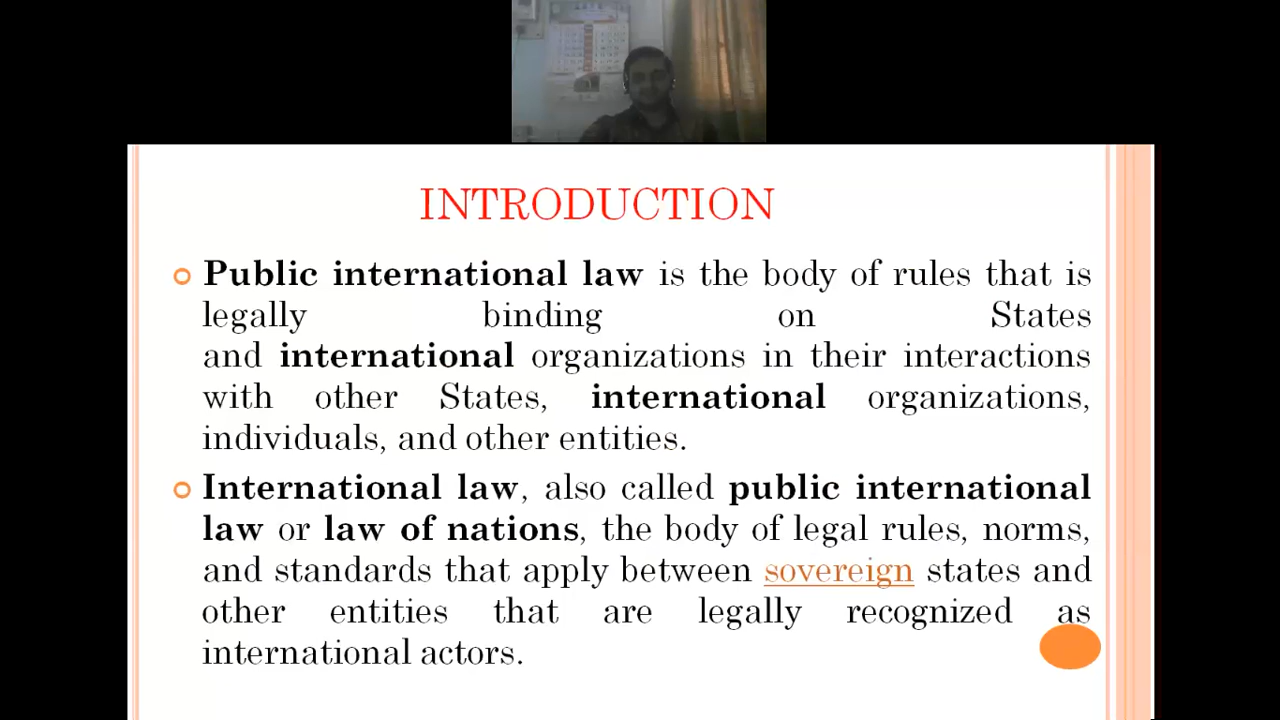 INTRODUCTION
Public international law is the body of rules that is
legally binding on States
and international organizations in their interactions
with other States, international organizations,
individuals, and other entities.
International law, also called public international
law or law of nations, the body of legal rules, norms,
and standards that apply between sovereign states and
other entities that are legally recognized as
international actors.